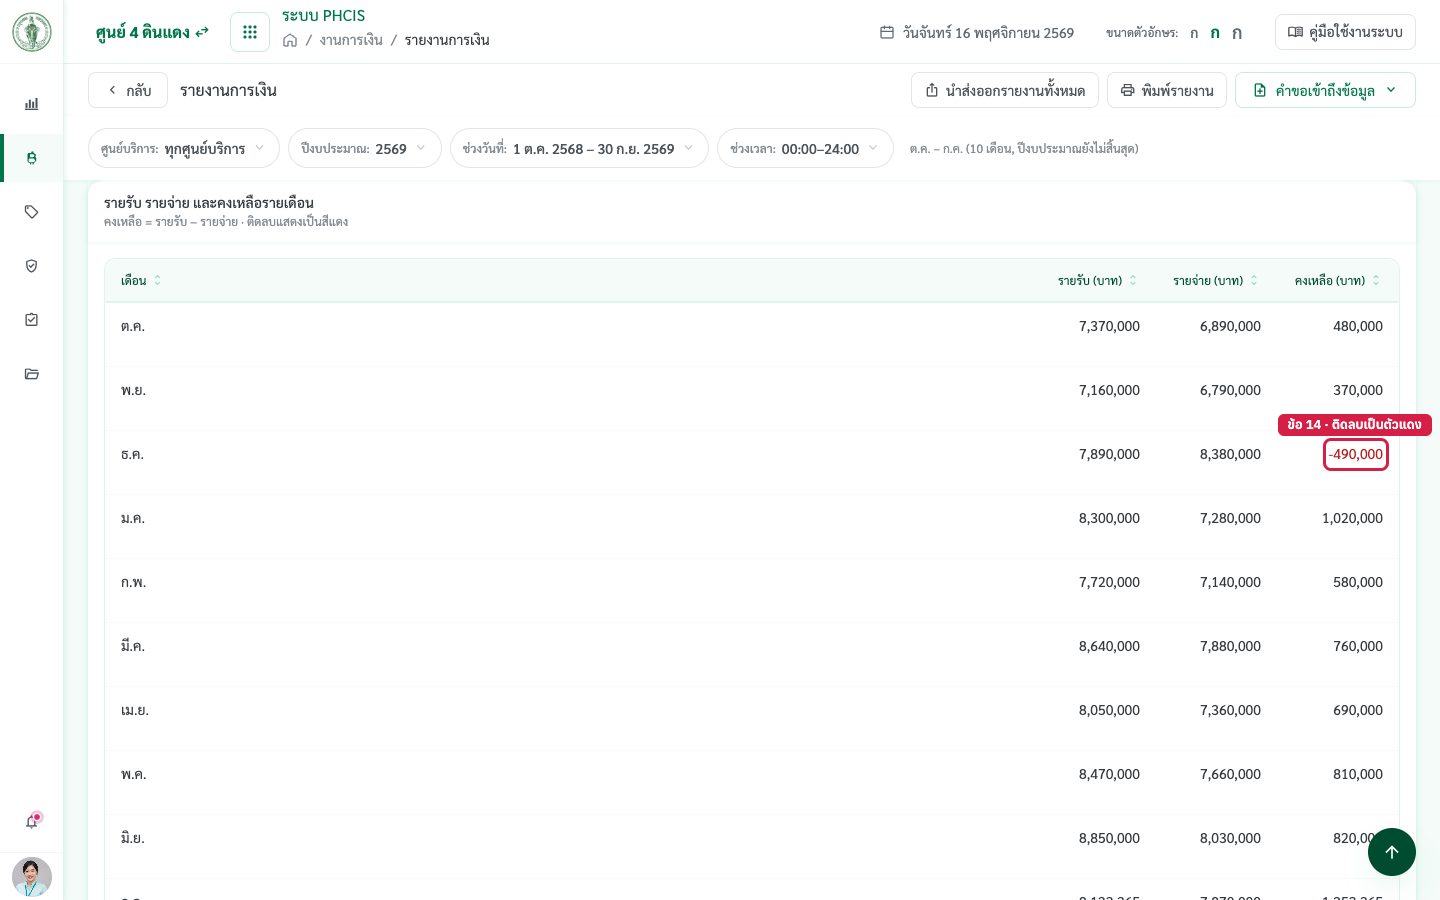 ศูนย์ 4 ดินแดง
ระบบ PHCIS
งานการเงิน / รายงานการเงิน
วันจันทร์ 16 พฤศจิกายน 2569
ขนาดตัวอักษร: ก ก ก
คู่มือใช้งานระบบ
กลับ
รายงานการเงิน
นำส่งออกรายงานทั้งหมด
พิมพ์รายงาน
คำขอเข้าถึงข้อมูล
ศูนย์บริการ: ทุกศูนย์บริการ
ปีงบประมาณ: 2569
ช่วงวันที่: 1 ต.ค. 2568 – 30 ก.ย. 2569
ช่วงเวลา: 00:00–24:00
ต.ค. – ก.ค. (10 เดือน, ปีงบประมาณยังไม่สิ้นสุด)
รายรับ รายจ่าย และคงเหลือรายเดือน
คงเหลือ = รายรับ − รายจ่าย · ติดลบแสดงเป็นสีแดง
เดือน รายรับ (บาท) รายจ่าย (บาท) คงเหลือ (บาท)
ต.ค. 7,370,000 6,890,000 480,000
พ.ย. 7,160,000 6,790,000 370,000
ข้อ 14 · ติดลบเป็นตัวแดง
ธ.ค. 7,890,000 8,380,000 -490,000
ม.ค. 8,300,000 7,280,000 1,020,000
ก.พ. 7,720,000 7,140,000 580,000
มี.ค. 8,640,000 7,880,000 760,000
เม.ย. 8,050,000 7,360,000 690,000
พ.ค. 8,470,000 7,660,000 810,000
มิ.ย. 8,850,000 8,030,000